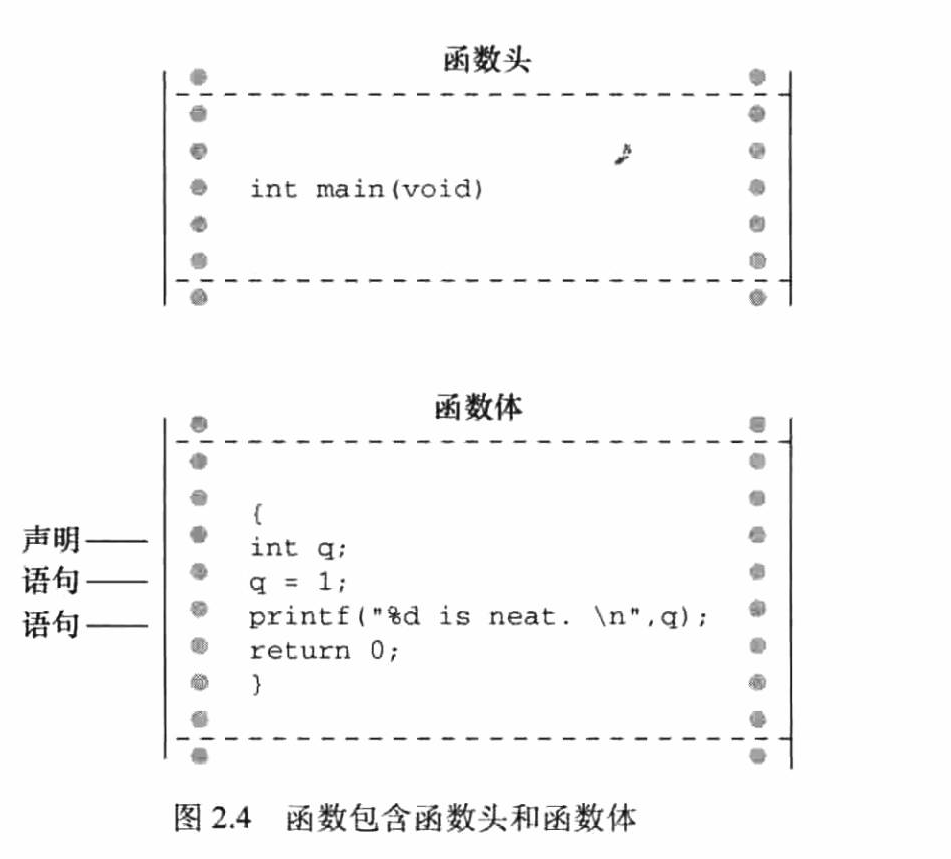 函数头
int main(void)
函数体
{
声明
int q;
语句
q = 1;
语句
printf("%d is neat. \n",q);
return 0;
}
图 2.4 函数包含函数头和函数体